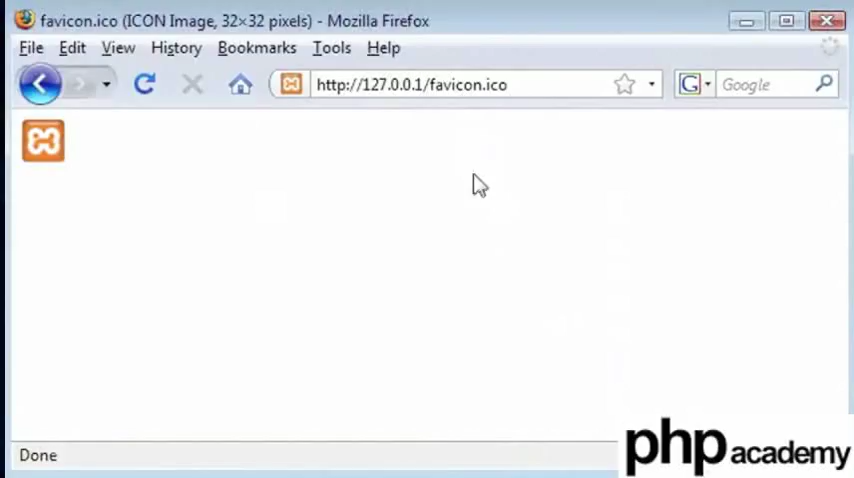 favicon.ico (ICON Image, 32×32 pixels) - Mozilla Firefox
File Edit View History Bookmarks Tools Help
http://127.0.0.1/favicon.ico
G Google
Done
php academy